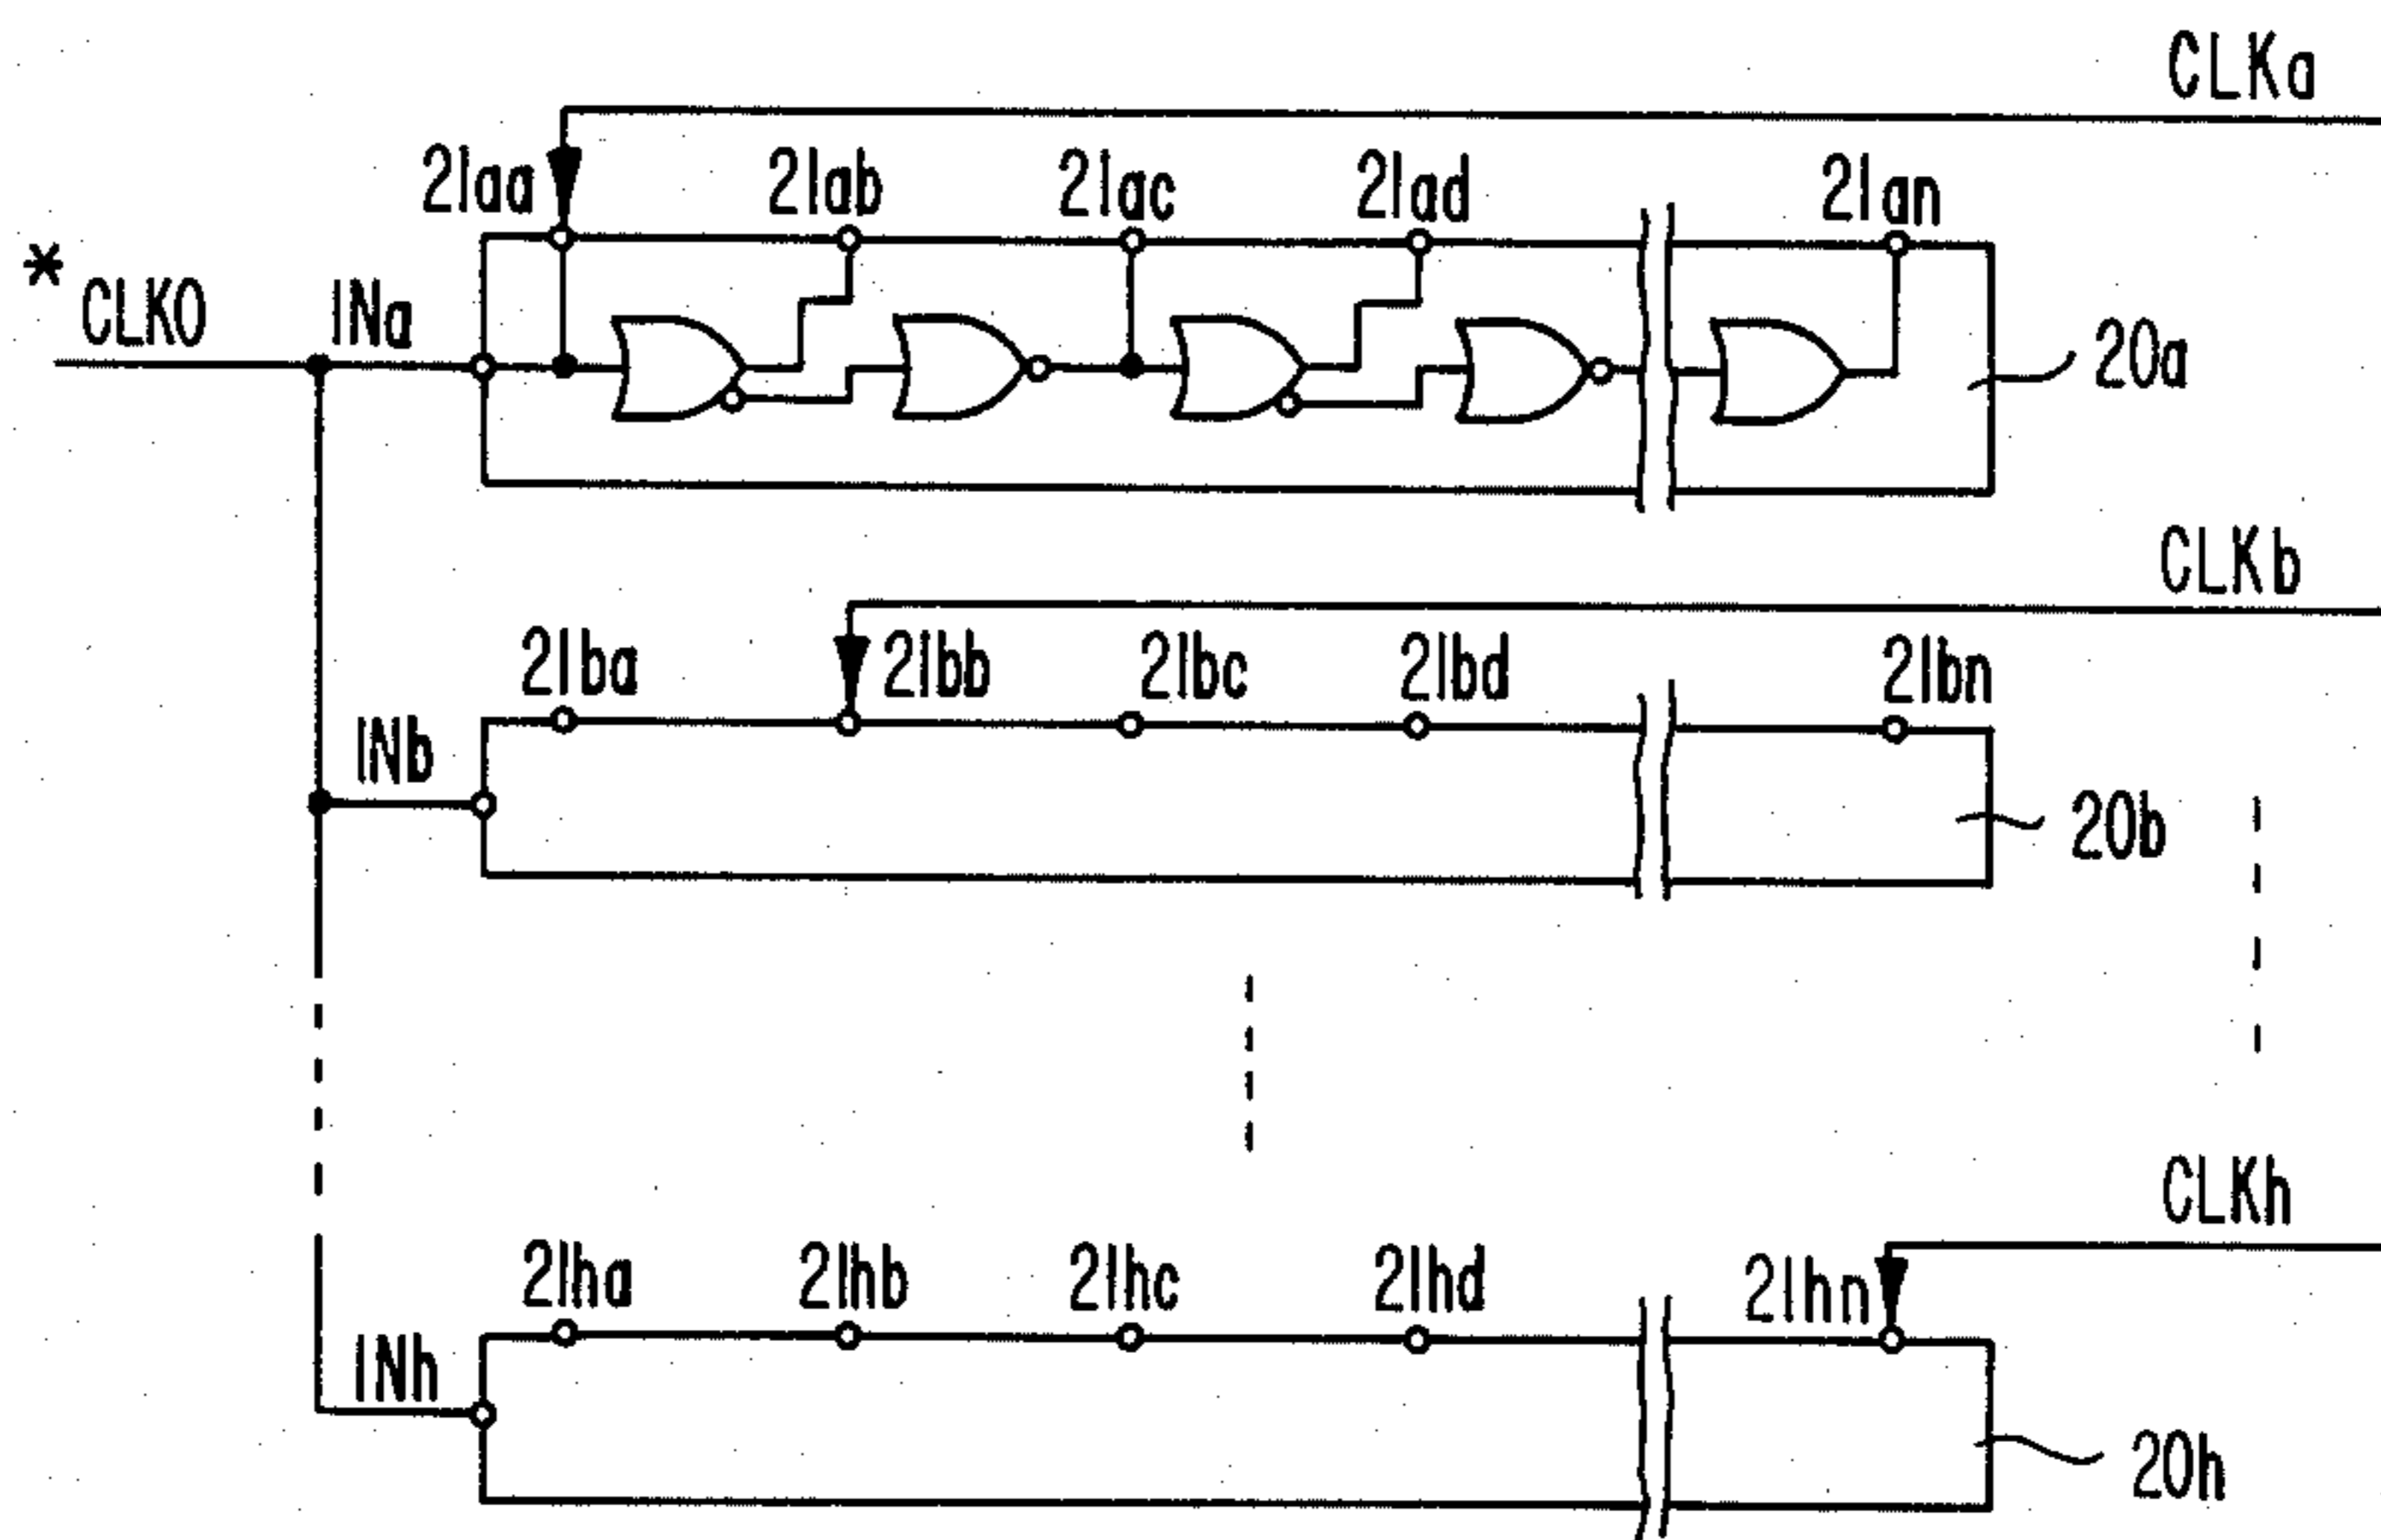 CLKa
21aa 21ab 21ac 21ad 21an
*CLK0 INa 20a
CLKb
21ba 21bb 21bc 21bd 21bn
INb 20b
CLKh
21ha 21hb 21hc 21hd 21hn
INh 20h